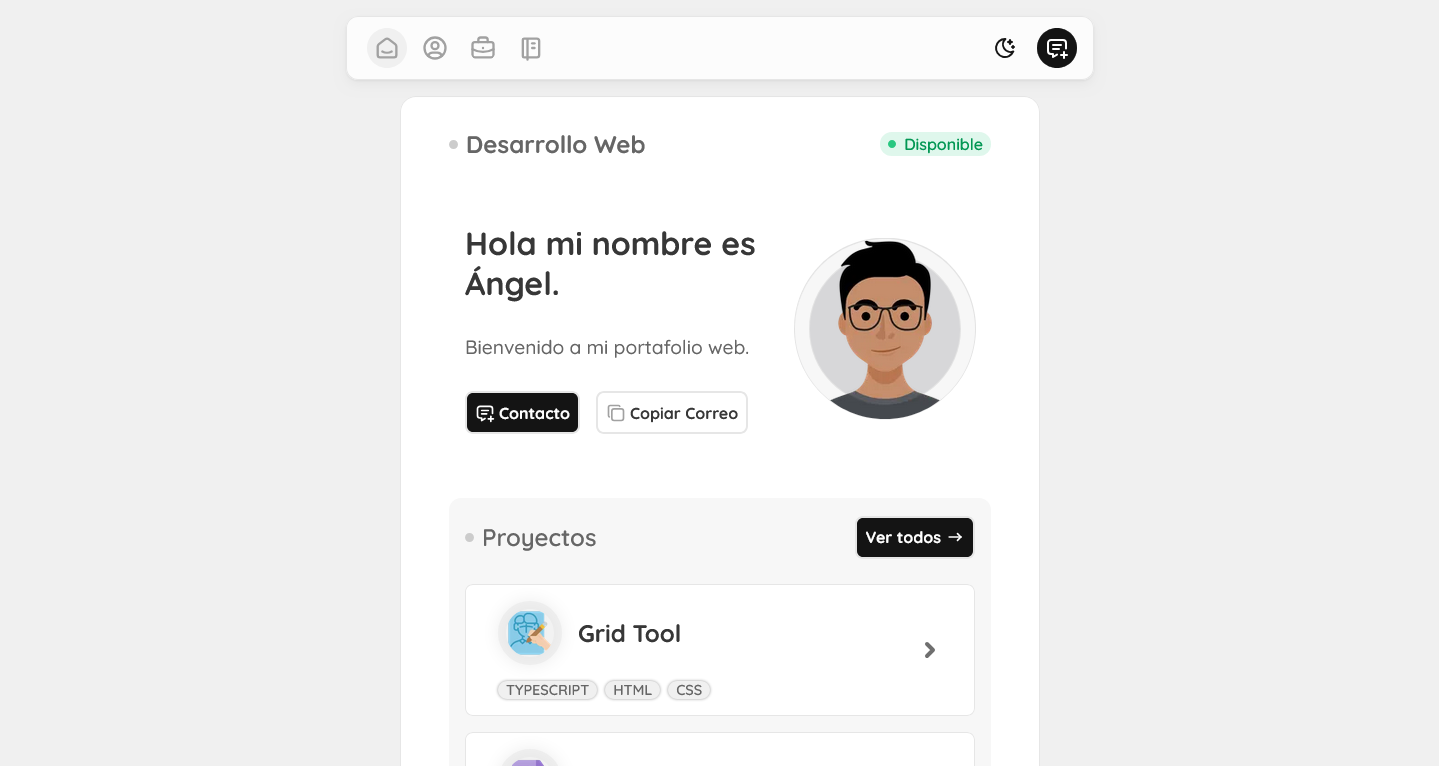 Desarrollo Web
Disponible
Hola mi nombre es
Ángel.
Bienvenido a mi portafolio web.
Contacto
Copiar Correo
Proyectos
Ver todos →
Grid Tool
TYPESCRIPT
HTML
CSS